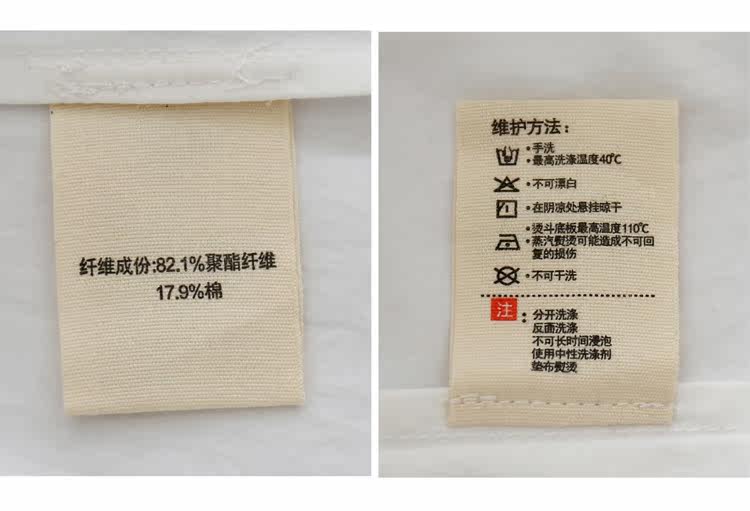 纤维成份:82.1%聚酯纤维
17.9%棉
维护方法:
•手洗
•最高洗涤温度40℃
•不可漂白
•在阴凉处悬挂晾干
•烫斗底板最高温度110℃
•蒸汽熨烫可能造成不可回
复的损伤
•不可干洗
注:分开洗涤
反面洗涤
不可长时间浸泡
使用中性洗涤剂
垫布熨烫